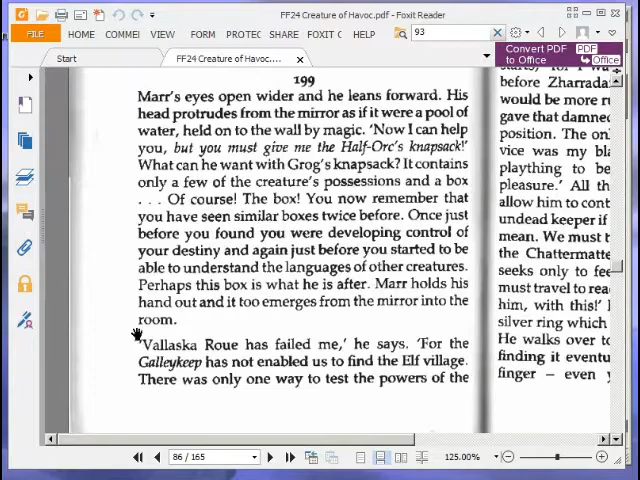 FF24 Creature of Havoc.pdf - Foxit Reader
FILE HOME COMMEI VIEW FORM PROTEC SHARE FOXIT C HELP 93
Start FF24 Creature of Havoc....
Convert PDF
to Office
PDF
Office
199
Marr's eyes open wider and he leans forward. His
head protrudes from the mirror as if it were a pool of
water, held on to the wall by magic. 'Now I can help
you, but you must give me the Half-Orc's knapsack!'
What can he want with Grog's knapsack? It contains
only a few of the creature's possessions and a box
. . . Of course! The box! You now remember that
you have seen similar boxes twice before. Once just
before you found you were developing control of
your destiny and again just before you started to be
able to understand the languages of other creatures.
Perhaps this box is what he is after. Marr holds his
hand out and it too emerges from the mirror into the
room.
'Vallaska Roue has failed me,' he says. 'For the
Galleykeep has not enabled us to find the Elf village.
There was only one way to test the powers of the
before Zharrada
would be more ru
gave that damned
position. The onl
vice was my bla
plaything to be
pleasure.' All th
allow him to cont
undead keeper if
mean. We must t
the Chattermatte
seeks only to fee
must travel to rea
him, with this!' H
silver ring which
He walks over to
finding it eventu
finger – even y
86 / 165
125.00%